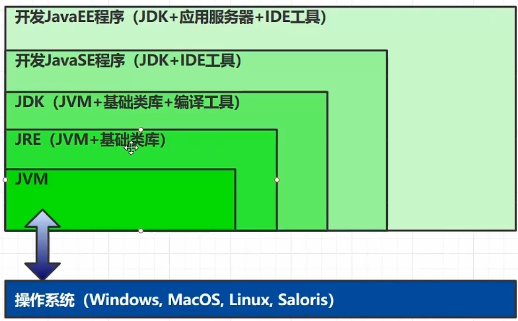 开发JavaEE程序（JDK+应用服务器+IDE工具）
开发JavaSE程序（JDK+IDE工具）
JDK（JVM+基础类库+编译工具）
JRE（JVM+基础类库）
JVM
操作系统（Windows, MacOS, Linux, Saloris）